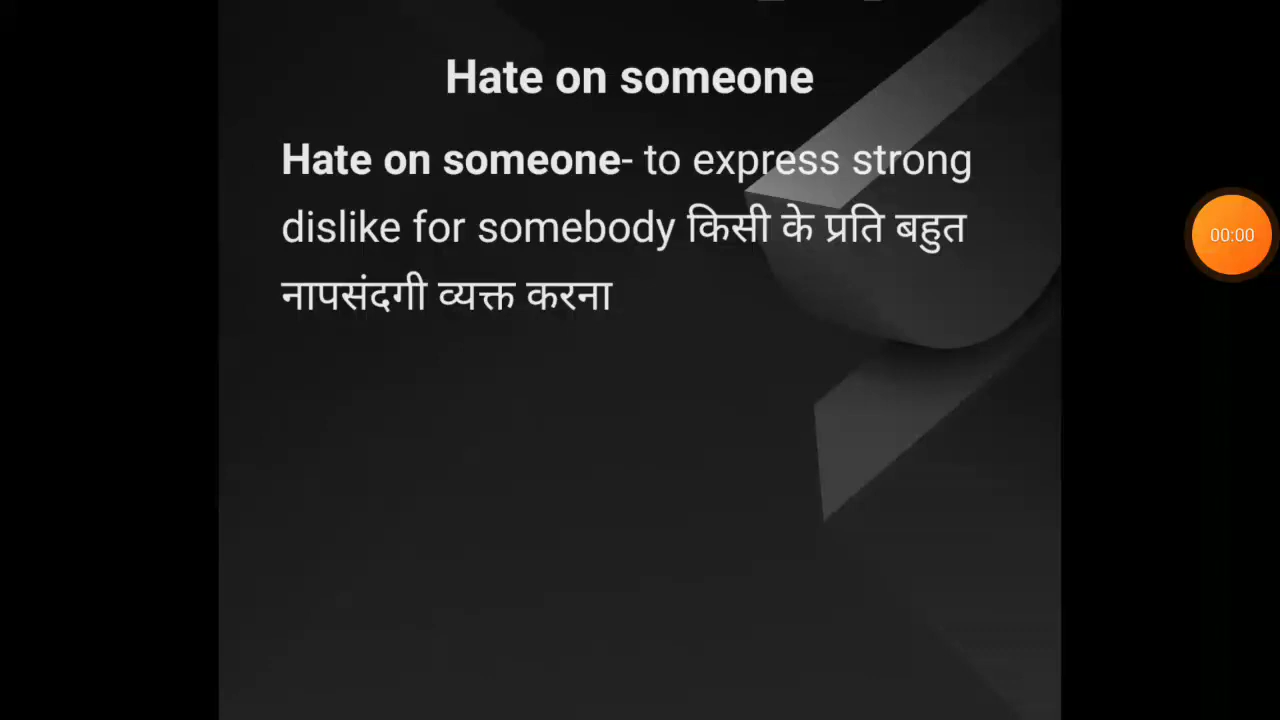 Hate on someone
Hate on someone- to express strong
dislike for somebody किसी के प्रति बहुत
नापसंदगी व्यक्त करना
00:00